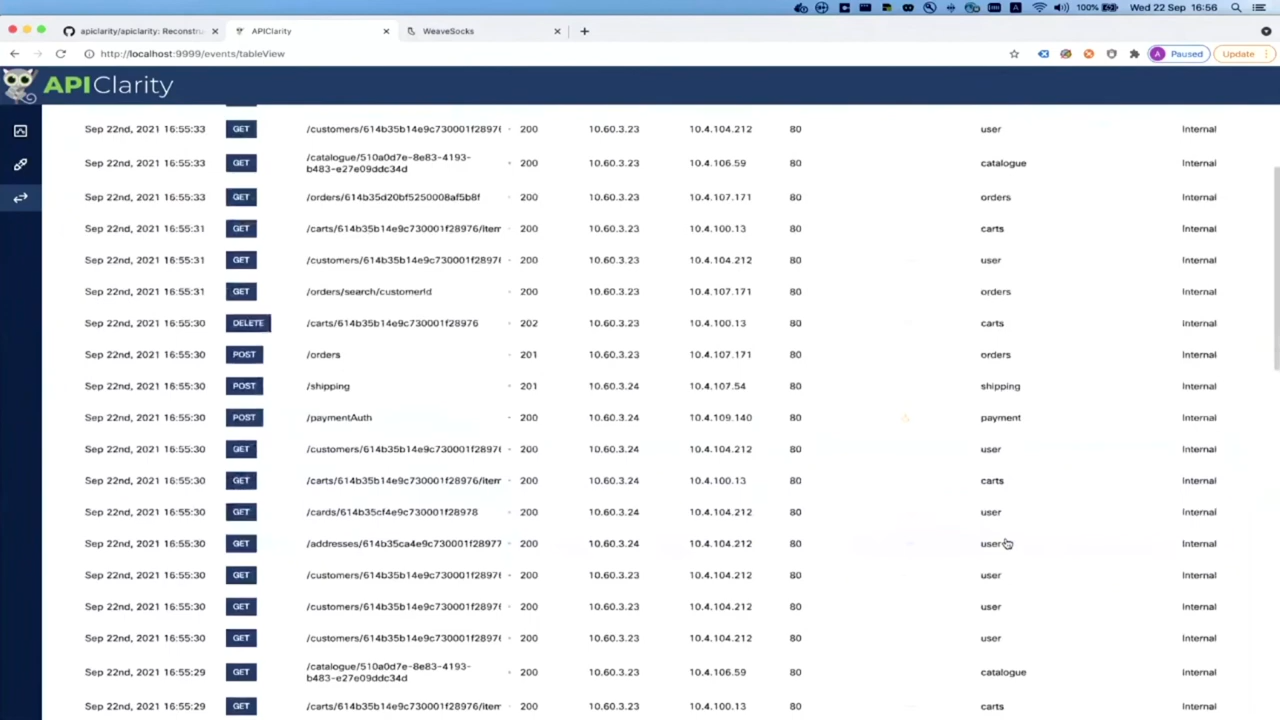 100% Wed 22 Sep 16:56
apiclarity/apiclarity: Reconstru
APIClarity
WeaveSocks
http://localhost:9999/events/tableView
A Paused
Update
APIClarity
Sep 22nd, 2021 16:55:33 GET /customers/614b35b14e9c730001f28976 200 10.60.3.23 10.4.104.212 80 user Internal
Sep 22nd, 2021 16:55:33 GET /catalogue/510a0d7e-8e83-4193-
b483-e27e09ddc34d 200 10.60.3.23 10.4.106.59 80 catalogue Internal
Sep 22nd, 2021 16:55:33 GET /orders/614b35d20bf5250008af5b8f 200 10.60.3.23 10.4.107.171 80 orders Internal
Sep 22nd, 2021 16:55:31 GET /carts/614b35b14e9c730001f28976/item 200 10.60.3.23 10.4.100.13 80 carts Internal
Sep 22nd, 2021 16:55:31 GET /customers/614b35b14e9c730001f28976 200 10.60.3.23 10.4.104.212 80 user Internal
Sep 22nd, 2021 16:55:31 GET /orders/search/customerId 200 10.60.3.23 10.4.107.171 80 orders Internal
Sep 22nd, 2021 16:55:30 DELETE /carts/614b35b14e9c730001f28976 202 10.60.3.23 10.4.100.13 80 carts Internal
Sep 22nd, 2021 16:55:30 POST /orders 201 10.60.3.23 10.4.107.171 80 orders Internal
Sep 22nd, 2021 16:55:30 POST /shipping 201 10.60.3.24 10.4.107.54 80 shipping Internal
Sep 22nd, 2021 16:55:30 POST /paymentAuth 200 10.60.3.24 10.4.109.140 80 payment Internal
Sep 22nd, 2021 16:55:30 GET /customers/614b35b14e9c730001f28976 200 10.60.3.24 10.4.104.212 80 user Internal
Sep 22nd, 2021 16:55:30 GET /carts/614b35b14e9c730001f28976/item 200 10.60.3.24 10.4.100.13 80 carts Internal
Sep 22nd, 2021 16:55:30 GET /cards/614b35cf4e9c730001f28978 200 10.60.3.24 10.4.104.212 80 user Internal
Sep 22nd, 2021 16:55:30 GET /addresses/614b35ca4e9c730001f28977 200 10.60.3.24 10.4.104.212 80 user Internal
Sep 22nd, 2021 16:55:30 GET /customers/614b35b14e9c730001f28976 200 10.60.3.24 10.4.104.212 80 user Internal
Sep 22nd, 2021 16:55:30 GET /customers/614b35b14e9c730001f28976 200 10.60.3.23 10.4.104.212 80 user Internal
Sep 22nd, 2021 16:55:30 GET /customers/614b35b14e9c730001f28976 200 10.60.3.23 10.4.104.212 80 user Internal
Sep 22nd, 2021 16:55:29 GET /catalogue/510a0d7e-8e83-4193-
b483-e27e09ddc34d 200 10.60.3.23 10.4.106.59 80 catalogue Internal
Sep 22nd, 2021 16:55:29 GET /carts/614b35b14e9c730001f28976/item 200 10.60.3.23 10.4.100.13 80 carts Internal